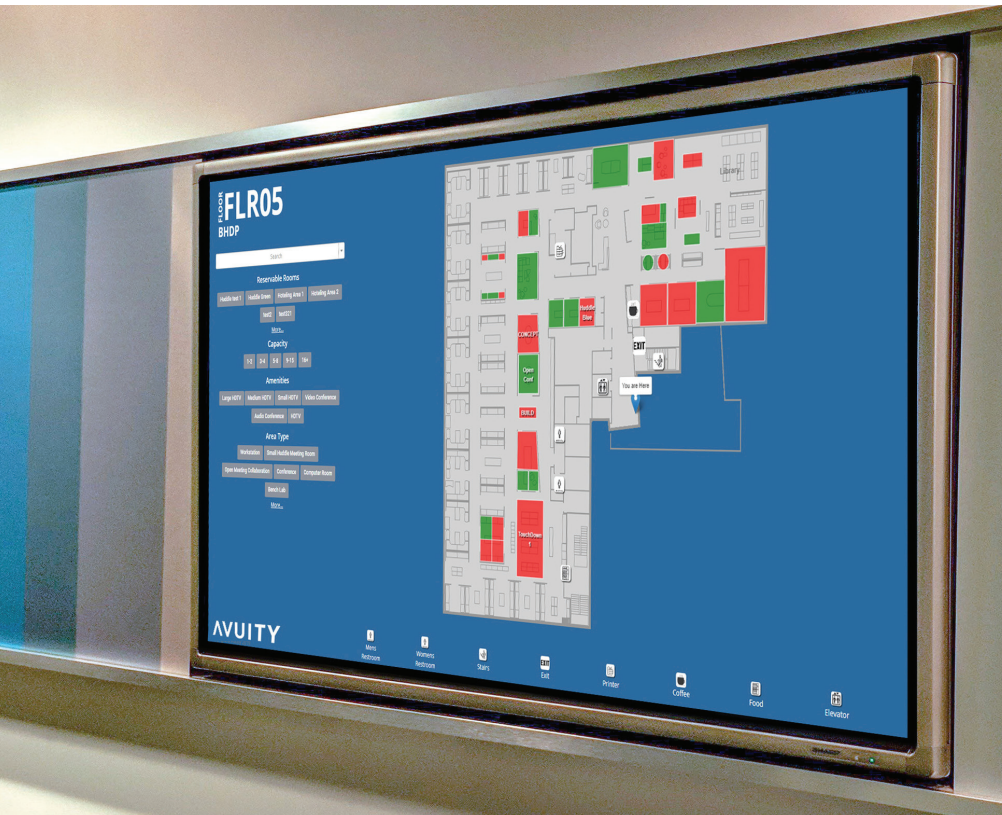 FLOOR
FLR05
BHDP
Search
Reservable Rooms
Huddle test 1 Huddle Green Hoteling Area 1 Hoteling Area 2
test2 test321
More...
Capacity
1-2 3-4 5-8 9-15 16+
Amenities
Large HDTV Medium HDTV Small HDTV Video Conference
Audio Conference HDTV
Area Type
Workstation Small Huddle Meeting Room
Open Meeting Collaboration Conference Computer Room
Bench Lab
More...
Library
Huddle
Blue
CONCEPT
EXIT
Open
Conf
You are Here
BUILD
TouchDown
1
AVUITY
Mens
Restroom
Womens
Restroom
Stairs
EXIT
Exit
Printer
Coffee
Food
Elevator
SHARP